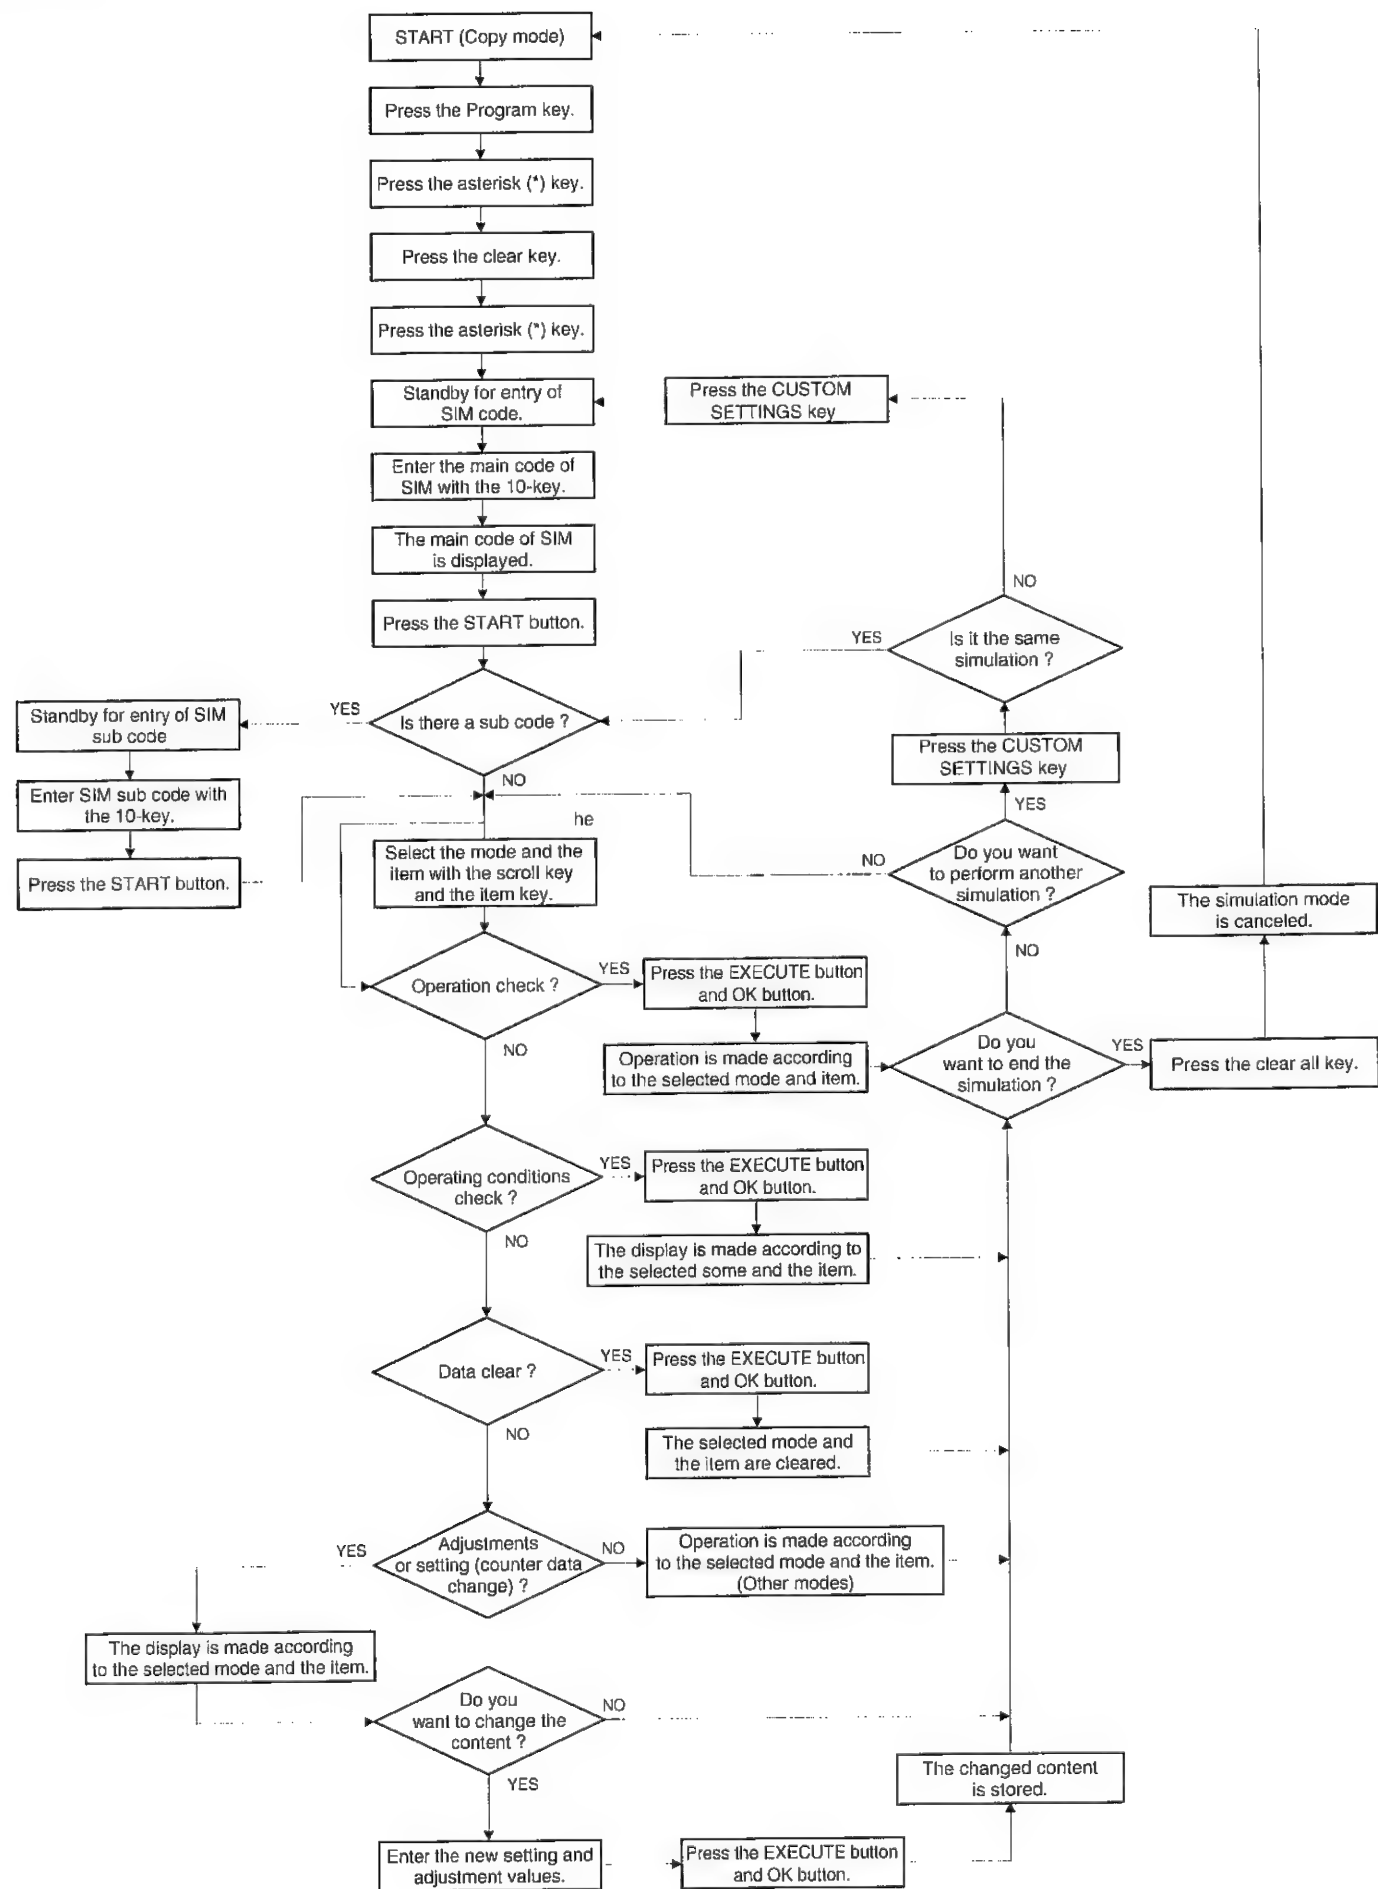 START (Copy mode)
Press the Program key.
Press the asterisk (*) key.
Press the clear key.
Press the asterisk (*) key.
Standby for entry of
SIM code.
Press the CUSTOM
SETTINGS key
Enter the main code of
SIM with the 10-key.
The main code of SIM
is displayed.
NO
Press the START button.
YES
Is it the same
simulation ?
Standby for entry of SIM
sub code
YES
Is there a sub code ?
Press the CUSTOM
SETTINGS key
NO
YES
Enter SIM sub code with
the 10-key.
he
Press the START button.
Select the mode and the
item with the scroll key
and the item key.
NO
Do you want
to perform another
simulation ?
The simulation mode
is canceled.
NO
Operation check ?
YES
Press the EXECUTE button
and OK button.
NO
Operation is made according
to the selected mode and item.
Do you
want to end the
simulation ?
YES
Press the clear all key.
Operating conditions
check ?
YES
Press the EXECUTE button
and OK button.
NO
The display is made according to
the selected some and the item.
Data clear ?
YES
Press the EXECUTE button
and OK button.
NO
The selected mode and
the item are cleared.
YES
Adjustments
or setting (counter data
change) ?
NO
Operation is made according
to the selected mode and the item.
(Other modes)
The display is made according
to the selected mode and the item.
Do you
want to change the
content ?
NO
YES
The changed content
is stored.
Enter the new setting and
adjustment values.
Press the EXECUTE button
and OK button.